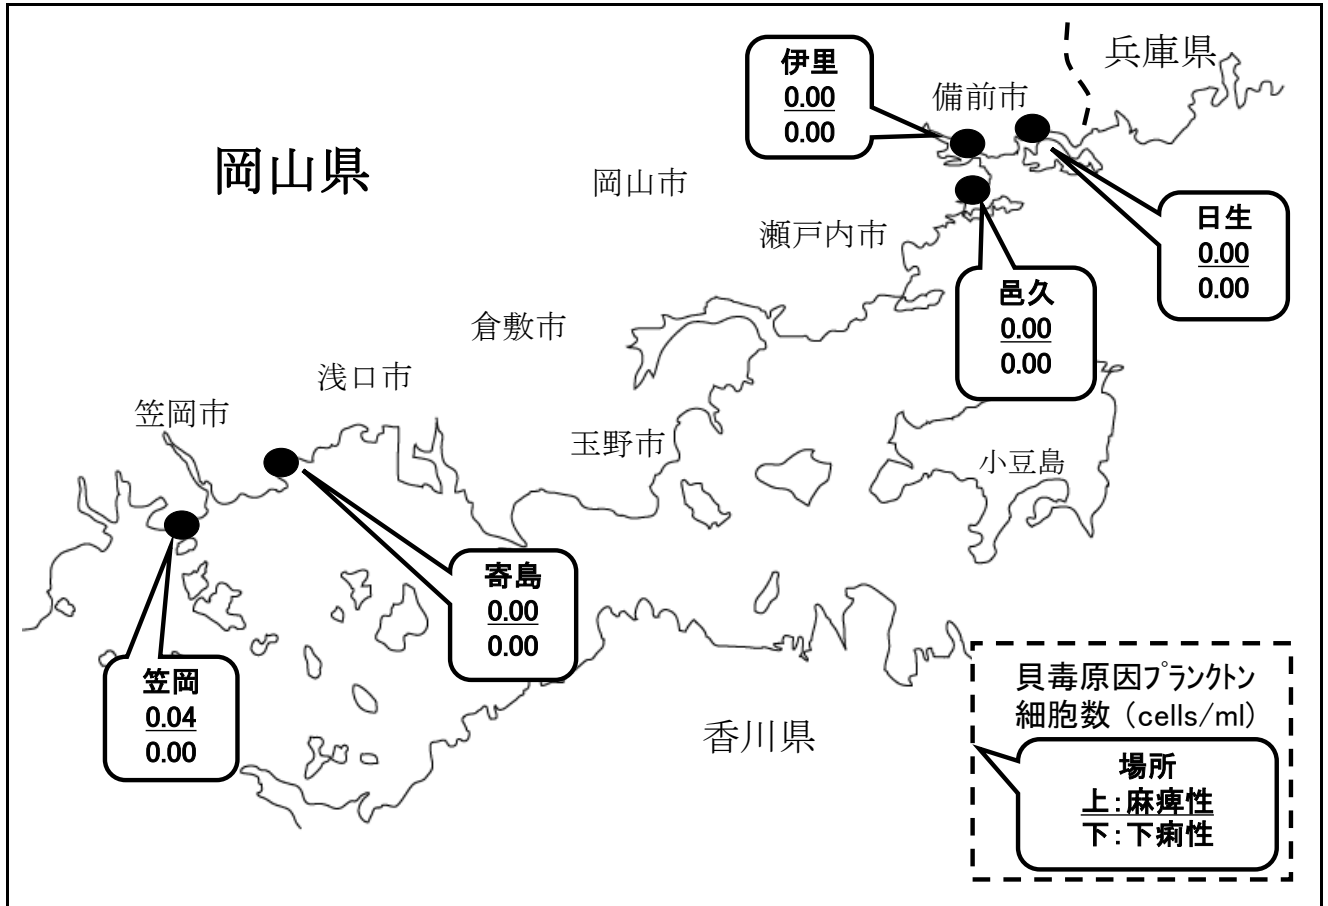 兵庫県
伊里
0.00
0.00
備前市
岡山県
岡山市
日生
0.00
0.00
瀬戸内市
邑久
0.00
0.00
倉敷市
浅口市
笠岡市
玉野市
小豆島
寄島
0.00
0.00
笠岡
0.04
0.00
香川県
貝毒原因プランクトン
細胞数 (cells/ml)
場所
上:麻痺性
下:下痢性